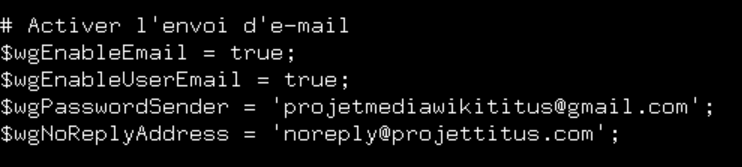 # Activer l'envoi d'e-mail
$wgEnableEmail = true;
$wgEnableUserEmail = true;
$wgPasswordSender = 'projetmediawikititus@gmail.com';
$wgNoReplyAddress = 'noreply@projettitus.com';